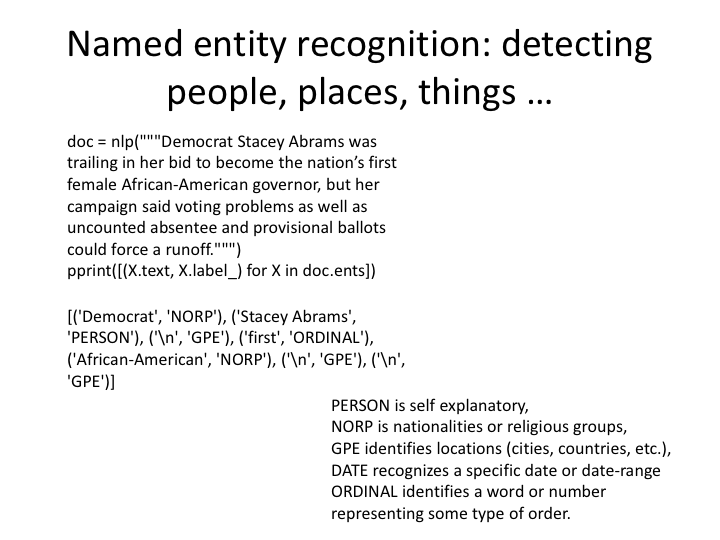 Named entity recognition: detecting
people, places, things …
doc = nlp("""Democrat Stacey Abrams was
trailing in her bid to become the nation’s first
female African-American governor, but her
campaign said voting problems as well as
uncounted absentee and provisional ballots
could force a runoff.""")
pprint([(X.text, X.label_) for X in doc.ents])
[('Democrat', 'NORP'), ('Stacey Abrams',
'PERSON'), ('\n', 'GPE'), ('first', 'ORDINAL'),
('African-American', 'NORP'), ('\n', 'GPE'), ('\n',
'GPE')]
PERSON is self explanatory,
NORP is nationalities or religious groups,
GPE identifies locations (cities, countries, etc.),
DATE recognizes a specific date or date-range
ORDINAL identifies a word or number
representing some type of order.